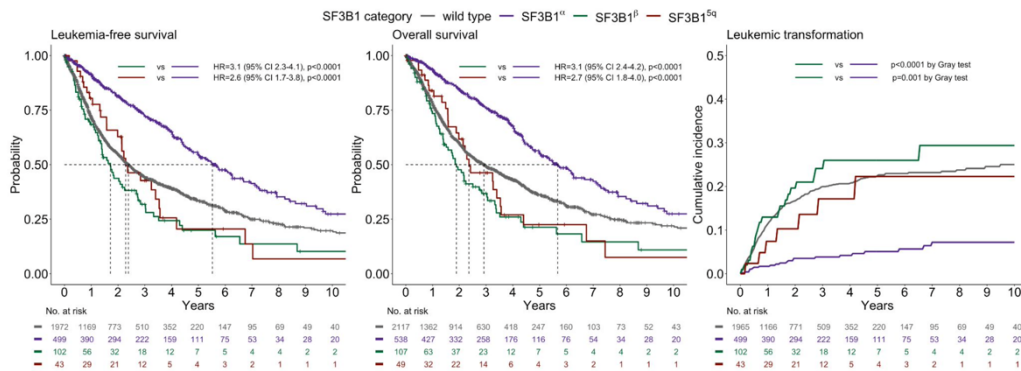 SF3B1 category wild type SF3B1α SF3B1β SF3B15q
Leukemia-free survival
1.00
0.75
0.50
0.25
0.00
Probability
vs HR=3.1 (95% CI 2.3-4.1), p<0.0001
vs HR=2.6 (95% CI 1.7-3.8), p<0.0001
0 1 2 3 4 5 6 7 8 9 10
Years
No. at risk
1972 1169 773 510 352 220 147 95 69 49 40
499 390 294 222 159 111 75 53 34 28 20
102 56 32 18 12 7 5 4 4 2 2
43 29 21 12 5 4 3 2 1 1 1
Overall survival
1.00
0.75
0.50
0.25
0.00
Probability
vs HR=3.1 (95% CI 2.4-4.2), p<0.0001
vs HR=2.7 (95% CI 1.8-4.0), p<0.0001
0 1 2 3 4 5 6 7 8 9 10
Years
No. at risk
2117 1362 914 630 418 247 160 103 73 52 43
538 427 332 258 176 116 76 54 34 28 20
107 63 37 23 12 7 5 4 4 2 2
49 32 22 14 6 4 3 2 1 1 1
Leukemic transformation
0.5
0.4
0.3
0.2
0.1
0.0
Cumulative incidence
vs p<0.0001 by Gray test
vs p=0.001 by Gray test
0 1 2 3 4 5 6 7 8 9 10
Years
No. at risk
1965 1166 771 509 352 220 147 95 69 49 40
499 390 294 222 159 111 75 53 34 28 20
102 56 32 18 12 7 5 4 4 2 2
43 29 21 12 5 4 3 2 1 1 1